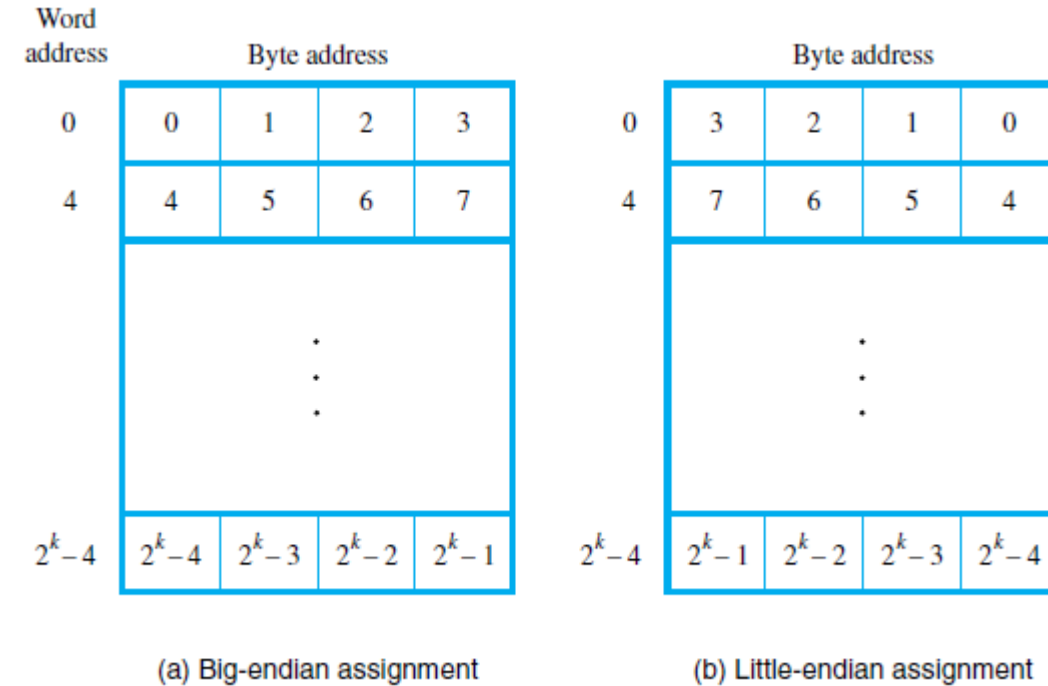 Word
address
Byte address
Byte address
0 0 1 2 3
4 4 5 6 7
.
.
.
2^k – 4 2^k – 4 2^k – 3 2^k – 2 2^k – 1
(a) Big-endian assignment
0 3 2 1 0
4 7 6 5 4
.
.
.
2^k – 4 2^k – 1 2^k – 2 2^k – 3 2^k – 4
(b) Little-endian assignment